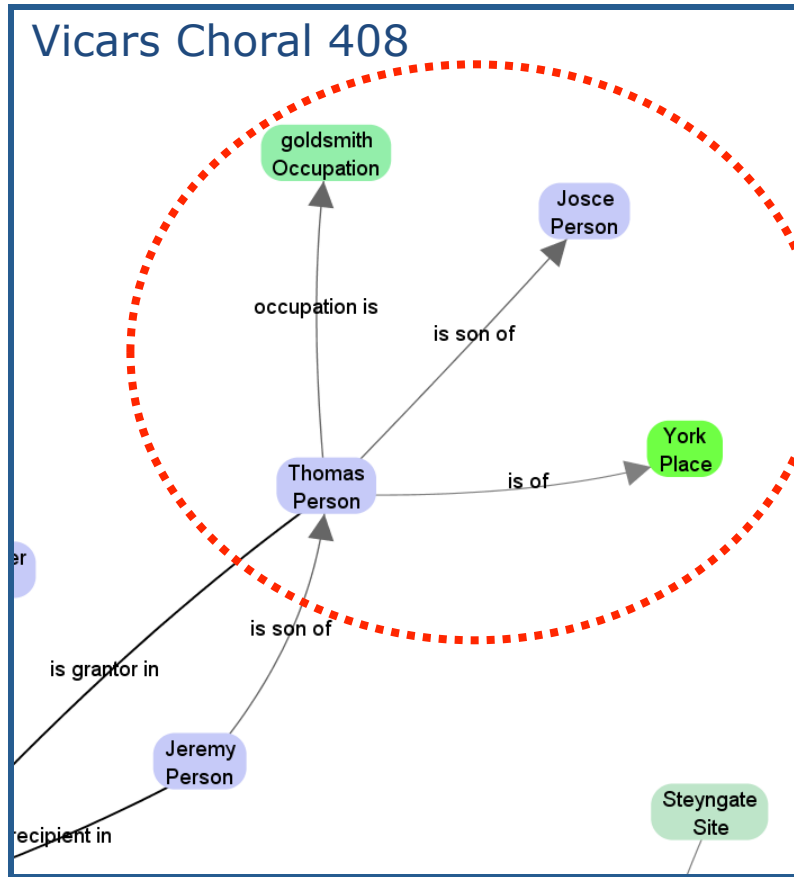 Vicars Choral 408
goldsmith
Occupation
Josce
Person
occupation is
is son of
York
Place
Thomas
Person
is of
er
is son of
is grantor in
Jeremy
Person
Steyngate
Site
recipient in